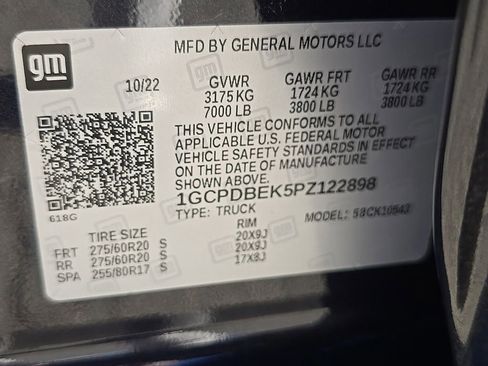 gm
MFD BY GENERAL MOTORS LLC
10/22 GVWR GAWR FRT GAWR RR
3175 KG 1724 KG 1724 KG
7000 LB 3800 LB 3800 LB
THIS VEHICLE CONFORMS TO ALL
APPLICABLE U.S. FEDERAL MOTOR
VEHICLE SAFETY STANDARDS IN EFFECT
ON THE DATE OF MANUFACTURE
SHOWN ABOVE.
618G
1GCPDBEK5PZ122898
TYPE: TRUCK MODEL:
TIRE SIZE RIM
FRT 275/60R20 S 20X9J
RR 275/60R20 S 20X9J
SPA 255/80R17 S 17X8J